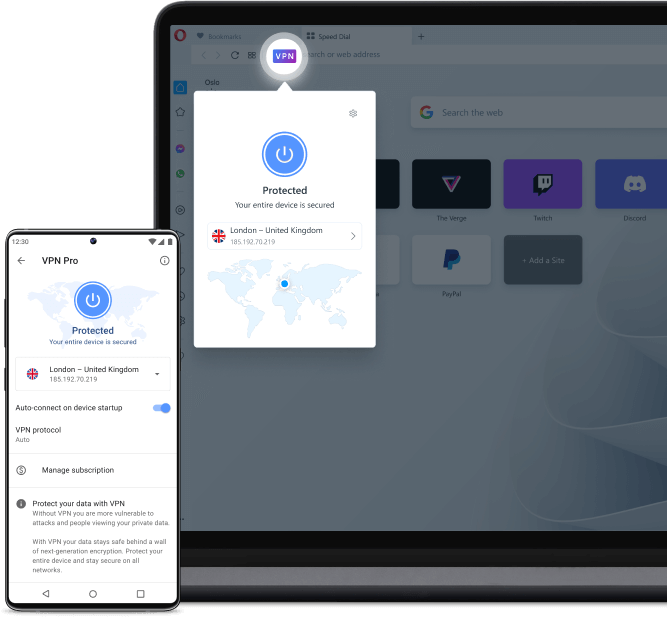 Bookmarks
Speed Dial
VPN
or web address
Oslo
Search the web
Protected
Your entire device is secured
London – United Kingdom
185.192.70.219
The Verge
Twitch
Discord
+ Add a Site
PayPal
12:30
VPN Pro
Protected
Your entire device is secured
London – United Kingdom
185.192.70.219
Auto-connect on device startup
VPN protocol
Auto
Manage subscription
Protect your data with VPN
Without VPN you are more vulnerable to
attacks and people viewing your private data.
With VPN your data stays safe behind a wall
of next-generation encryption. Protect your
entire device and stay secure on all
networks.